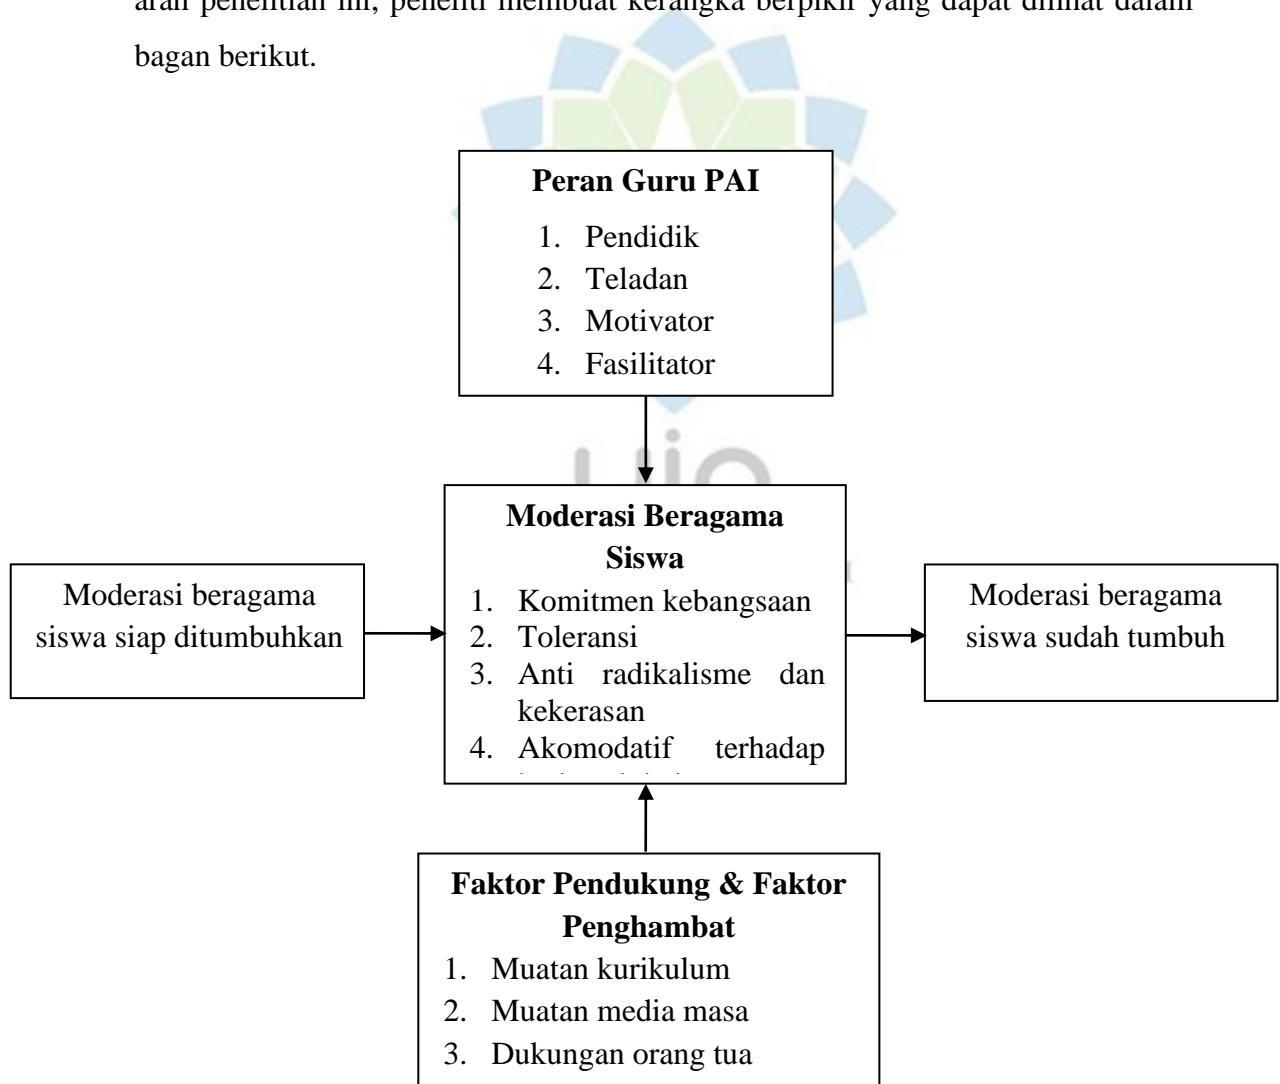 arah penelitian ini, peneliti membuat kerangka berpikir yang dapat dilihat dalam
bagan berikut.
Peran Guru PAI
1. Pendidik
2. Teladan
3. Motivator
4. Fasilitator
uin
Moderasi Beragama
Siswa
1. Komitmen kebangsaan
2. Toleransi
3. Anti radikalisme dan
kekerasan
4. Akomodatif terhadap
Moderasi beragama
siswa siap ditumbuhkan
Moderasi beragama
siswa sudah tumbuh
Faktor Pendukung & Faktor
Penghambat
1. Muatan kurikulum
2. Muatan media masa
3. Dukungan orang tua